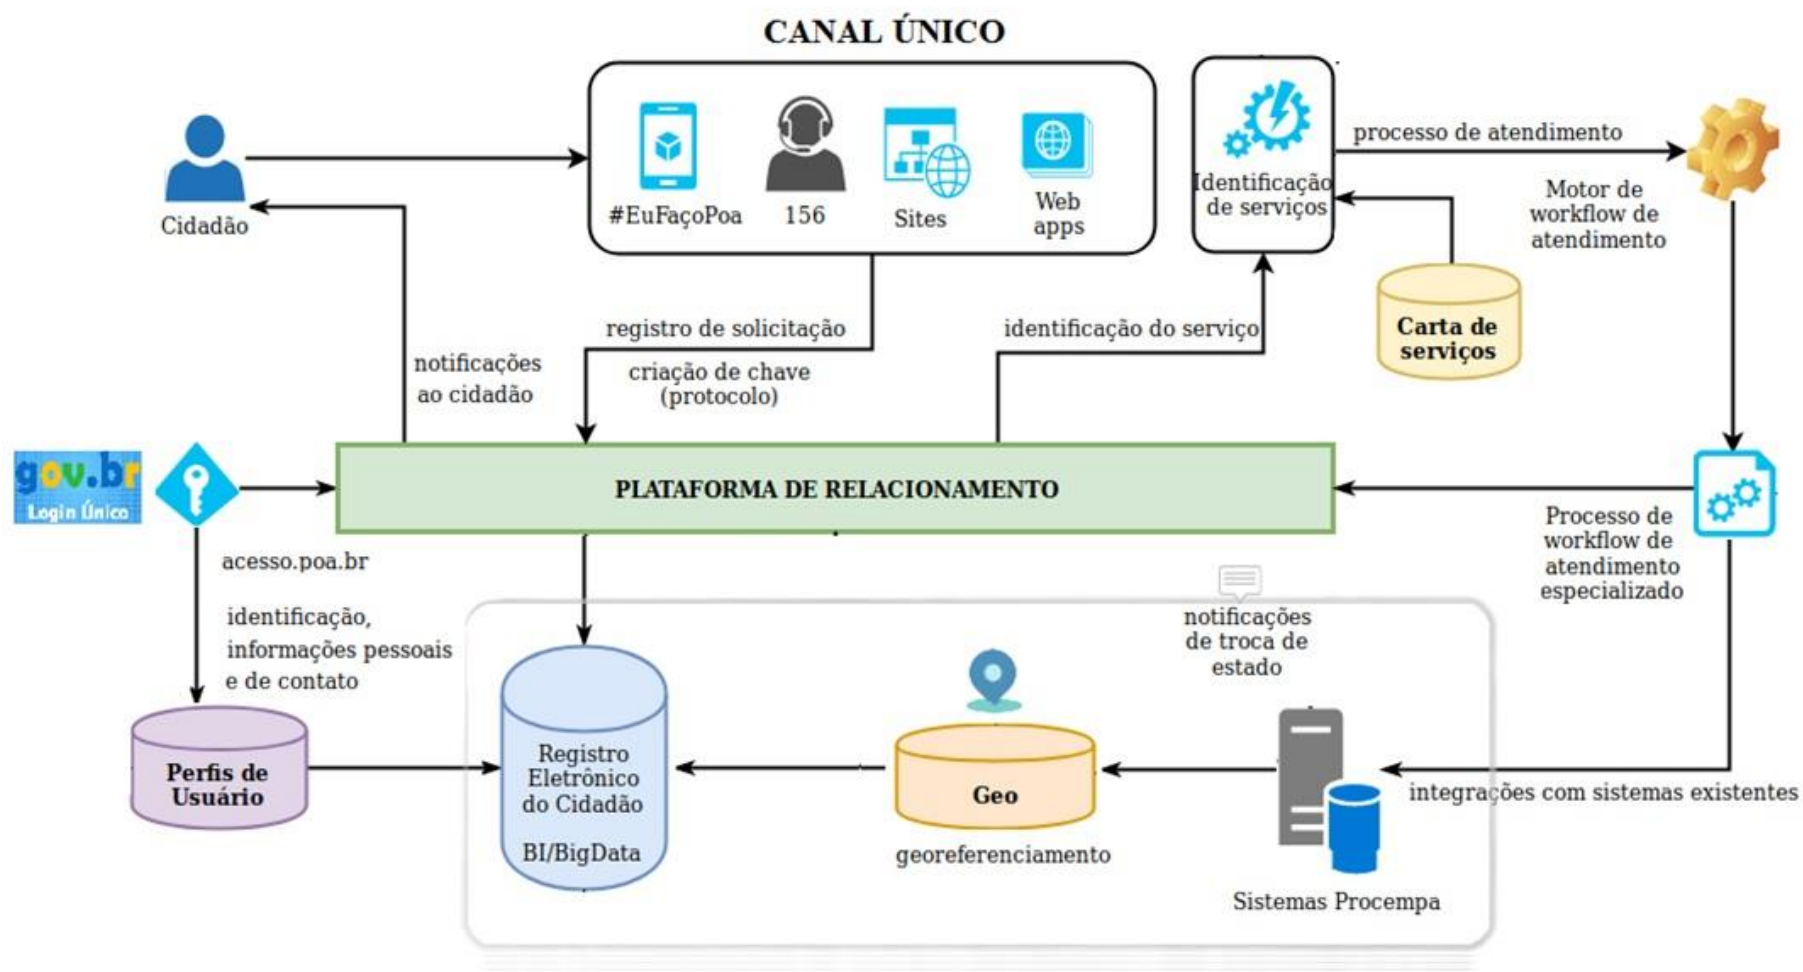 CANAL ÚNICO
#EuFaçoPoa
156
Sites
Web
apps
Cidadão
Identificação
de serviços
processo de atendimento
Motor de
workflow de
atendimento
Carta de
serviços
registro de solicitação
criação de chave
(protocolo)
identificação do serviço
notificações
ao cidadão
gov.br
Login Único
PLATAFORMA DE RELACIONAMENTO
Processo de
workflow de
atendimento
especializado
acesso.poa.br
identificação,
informações pessoais
e de contato
notificações
de troca de
estado
Perfis de
Usuário
Registro
Eletrônico
do Cidadão
BI/BigData
Geo
georeferenciamento
integrações com sistemas existentes
Sistemas Procempa